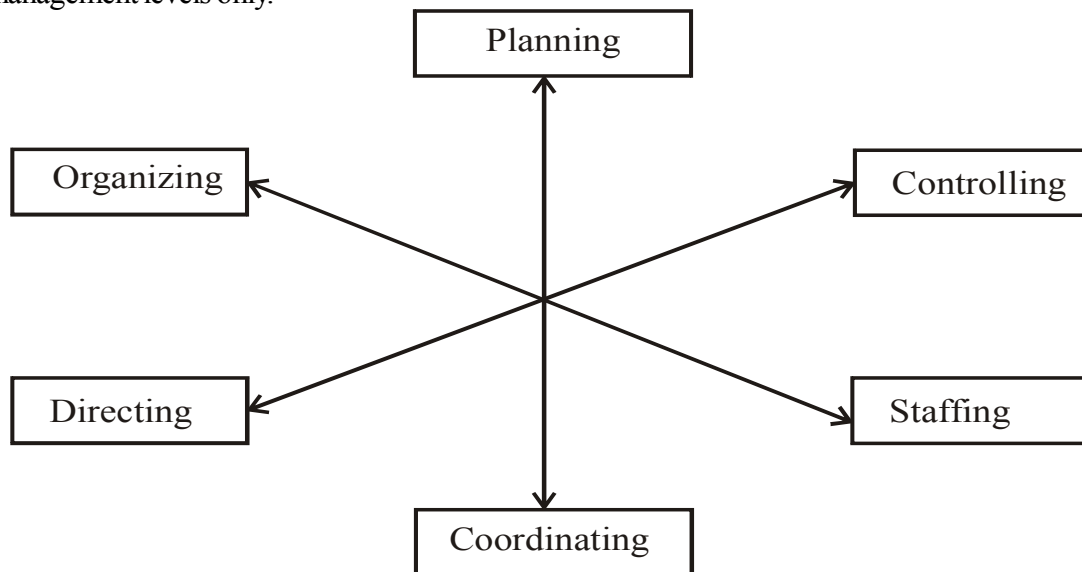 management levels only.
Planning
Organizing
Controlling
Directing
Staffing
Coordinating